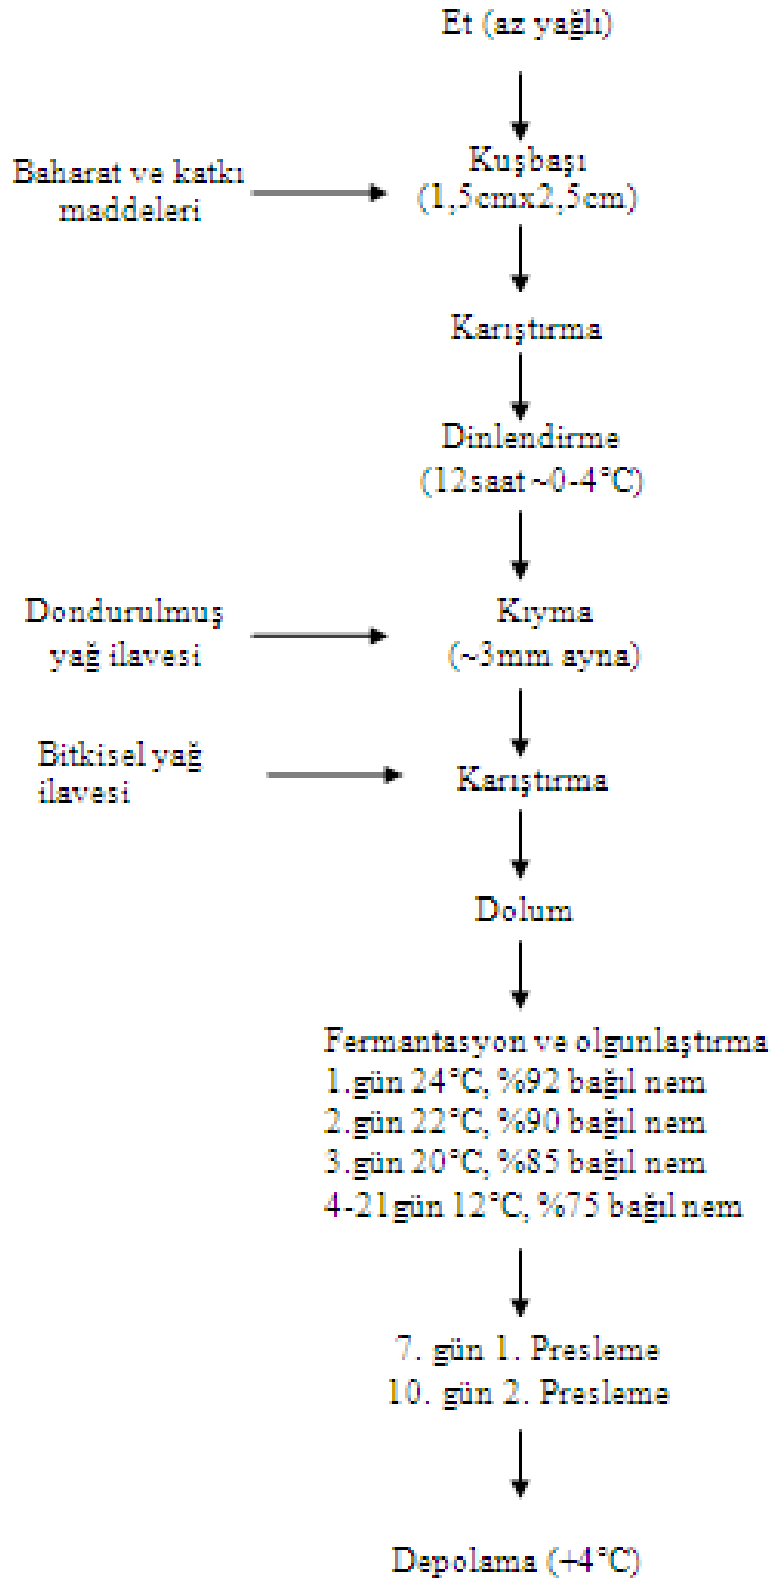 Et (az yağlı)
Kuşbaşı
(1,5cmx2,5cm)
Baharat ve katkı
maddeleri
Karıştırma
Dinlendirme
(12saat ~0-4°C)
Kıyma
(~3mm ayna)
Dondurulmuş
yağ ilavesi
Bitkisel yağ
ilavesi
Karıştırma
Dolum
Fermantasyon ve olgunlaştırma
1.gün 24°C, %92 bağıl nem
2.gün 22°C, %90 bağıl nem
3.gün 20°C, %85 bağıl nem
4-21gün 12°C, %75 bağıl nem
7. gün 1. Presleme
10. gün 2. Presleme
Depolama (+4°C)